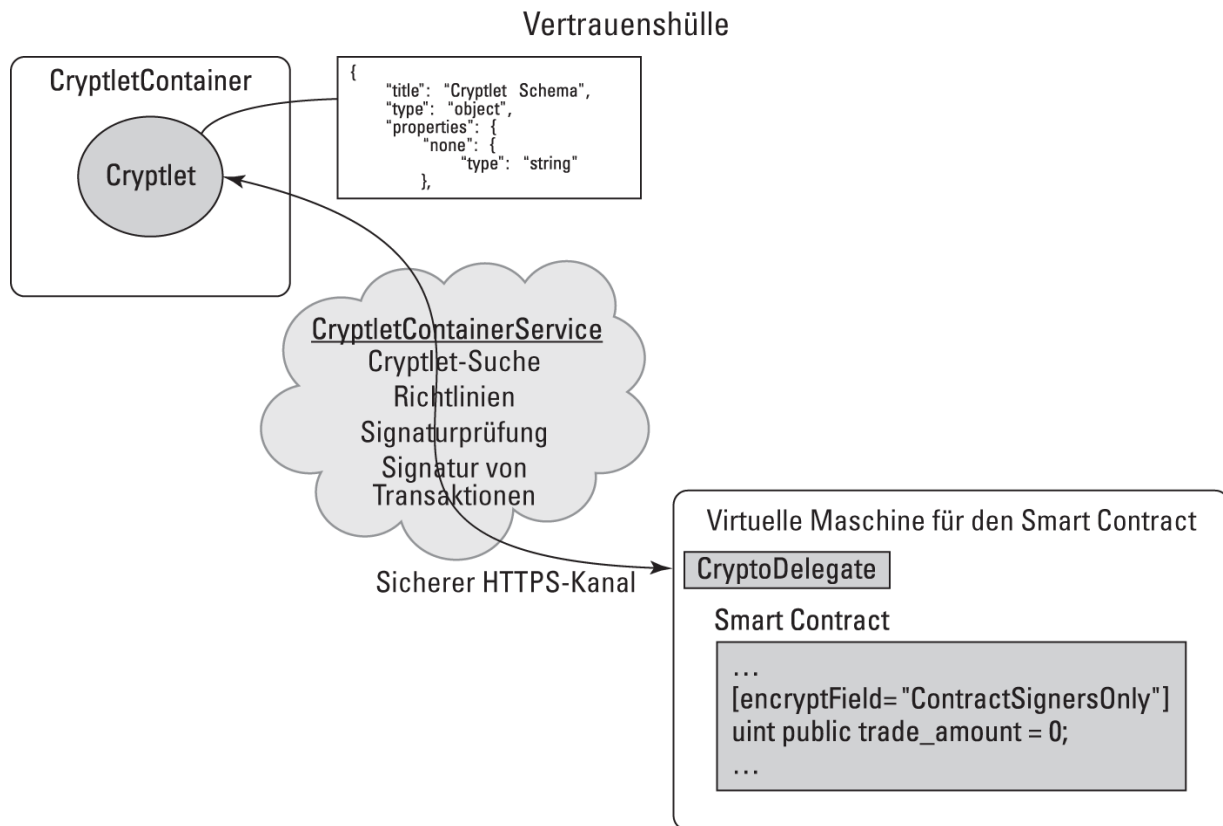 Vertrauenshülle
CryptletContainer
Cryptlet
{
"title": "Cryptlet Schema",
"type": "object",
"properties": {
"none": {
"type": "string"
},
CryptletContainerService
Cryptlet-Suche
Richtlinien
Signaturprüfung
Signatur von
Transaktionen
Sicherer HTTPS-Kanal
Virtuelle Maschine für den Smart Contract
CryptoDelegate
Smart Contract
...
[encryptField="ContractSignersOnly"]
uint public trade_amount = 0;
...